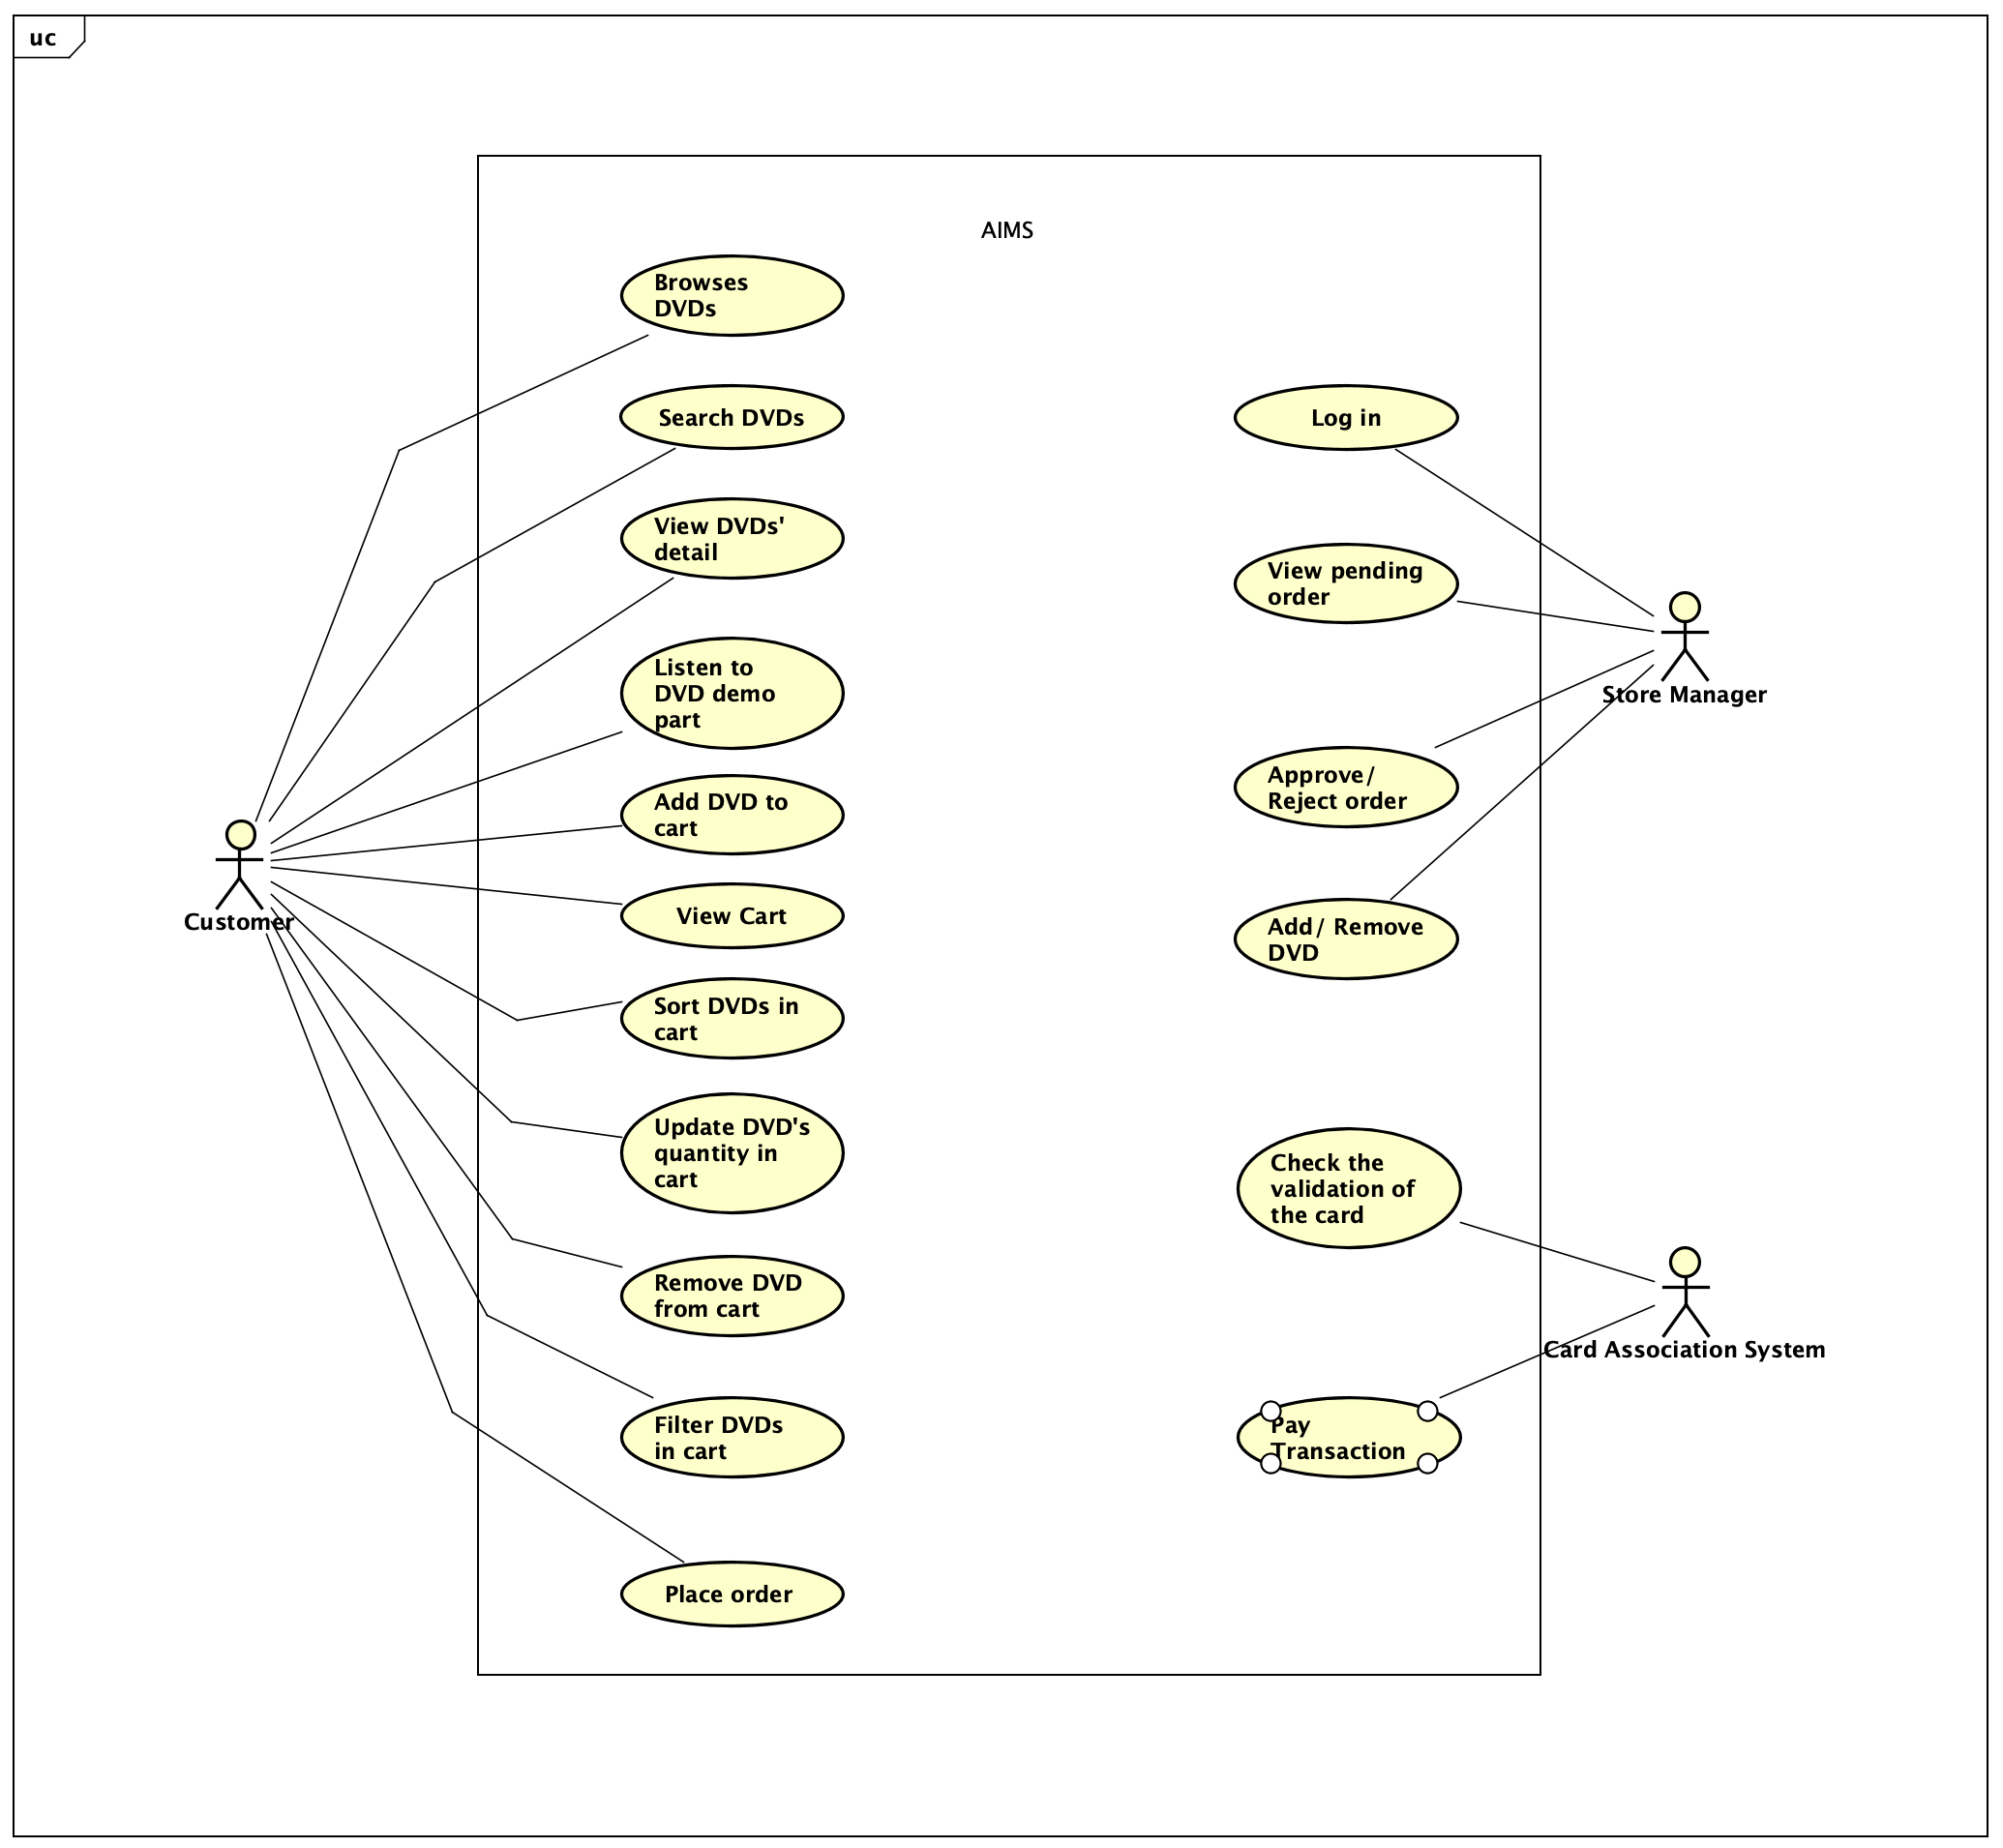 uc
AIMS
Browses
DVDs
Search DVDs
View DVDs'
detail
Listen to
DVD demo
part
Add DVD to
cart
View Cart
Sort DVDs in
cart
Update DVD's
quantity in
cart
Remove DVD
from cart
Filter DVDs
in cart
Place order
Customer
Log in
View pending
order
Approve/
Reject order
Add/ Remove
DVD
Store Manager
Check the
validation of
the card
Pay
Transaction
Card Association System